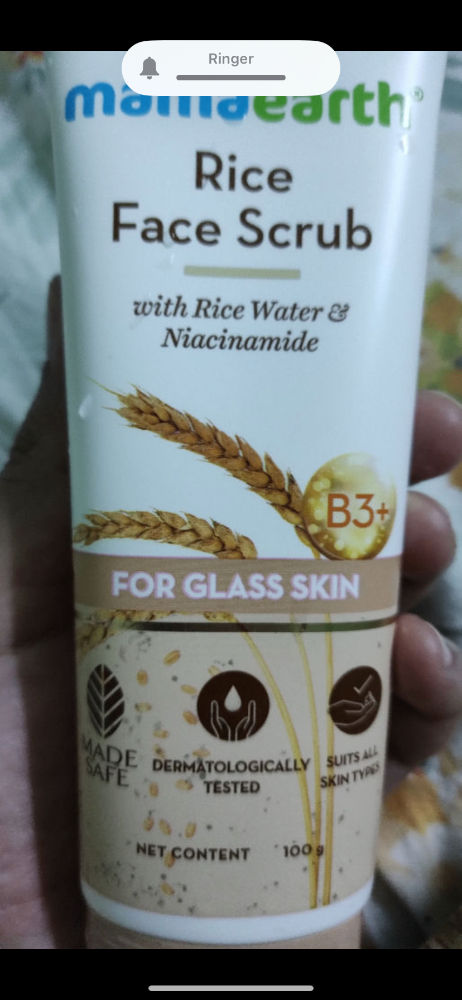 Ringer
mamaearth®
Rice
Face Scrub
with Rice Water &
Niacinamide
B3+
FOR GLASS SKIN
MADE
SAFE
DERMATOLOGICALLY
TESTED
SUITS ALL
SKIN TYPES
NET CONTENT 100 g